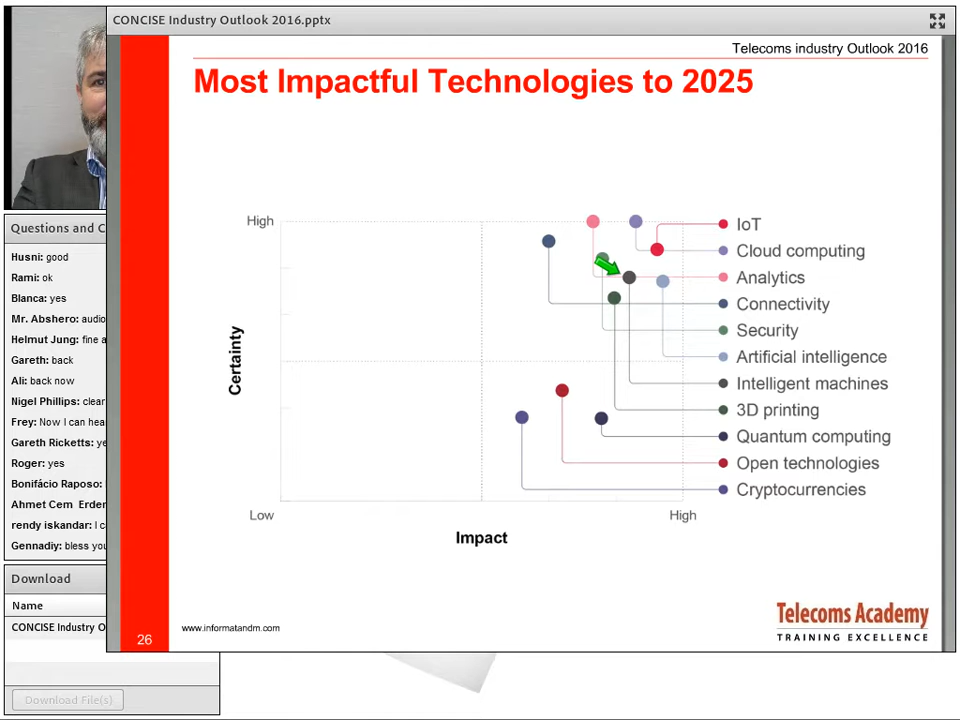 CONCISE Industry Outlook 2016.pptx
Telecoms industry Outlook 2016
Most Impactful Technologies to 2025
High
IoT
Cloud computing
Analytics
Connectivity
Security
Artificial intelligence
Intelligent machines
3D printing
Quantum computing
Open technologies
Cryptocurrencies
Certainty
Low
High
Impact
www.informatandm.com
26
Telecoms Academy
TRAINING EXCELLENCE
Questions and C
Husni: good
Rami: ok
Blanca: yes
Mr. Abshero: audio
Helmut Jung: fine a
Gareth: back
Ali: back now
Nigel Phillips: clear
Frey: Now I can hea
Gareth Ricketts: ye
Roger: yes
Bonifácio Raposo:
Ahmet Cem Erder
rendy iskandar: I c
Gennadiy: bless you
Download
Name
CONCISE Industry O
Download File(s)